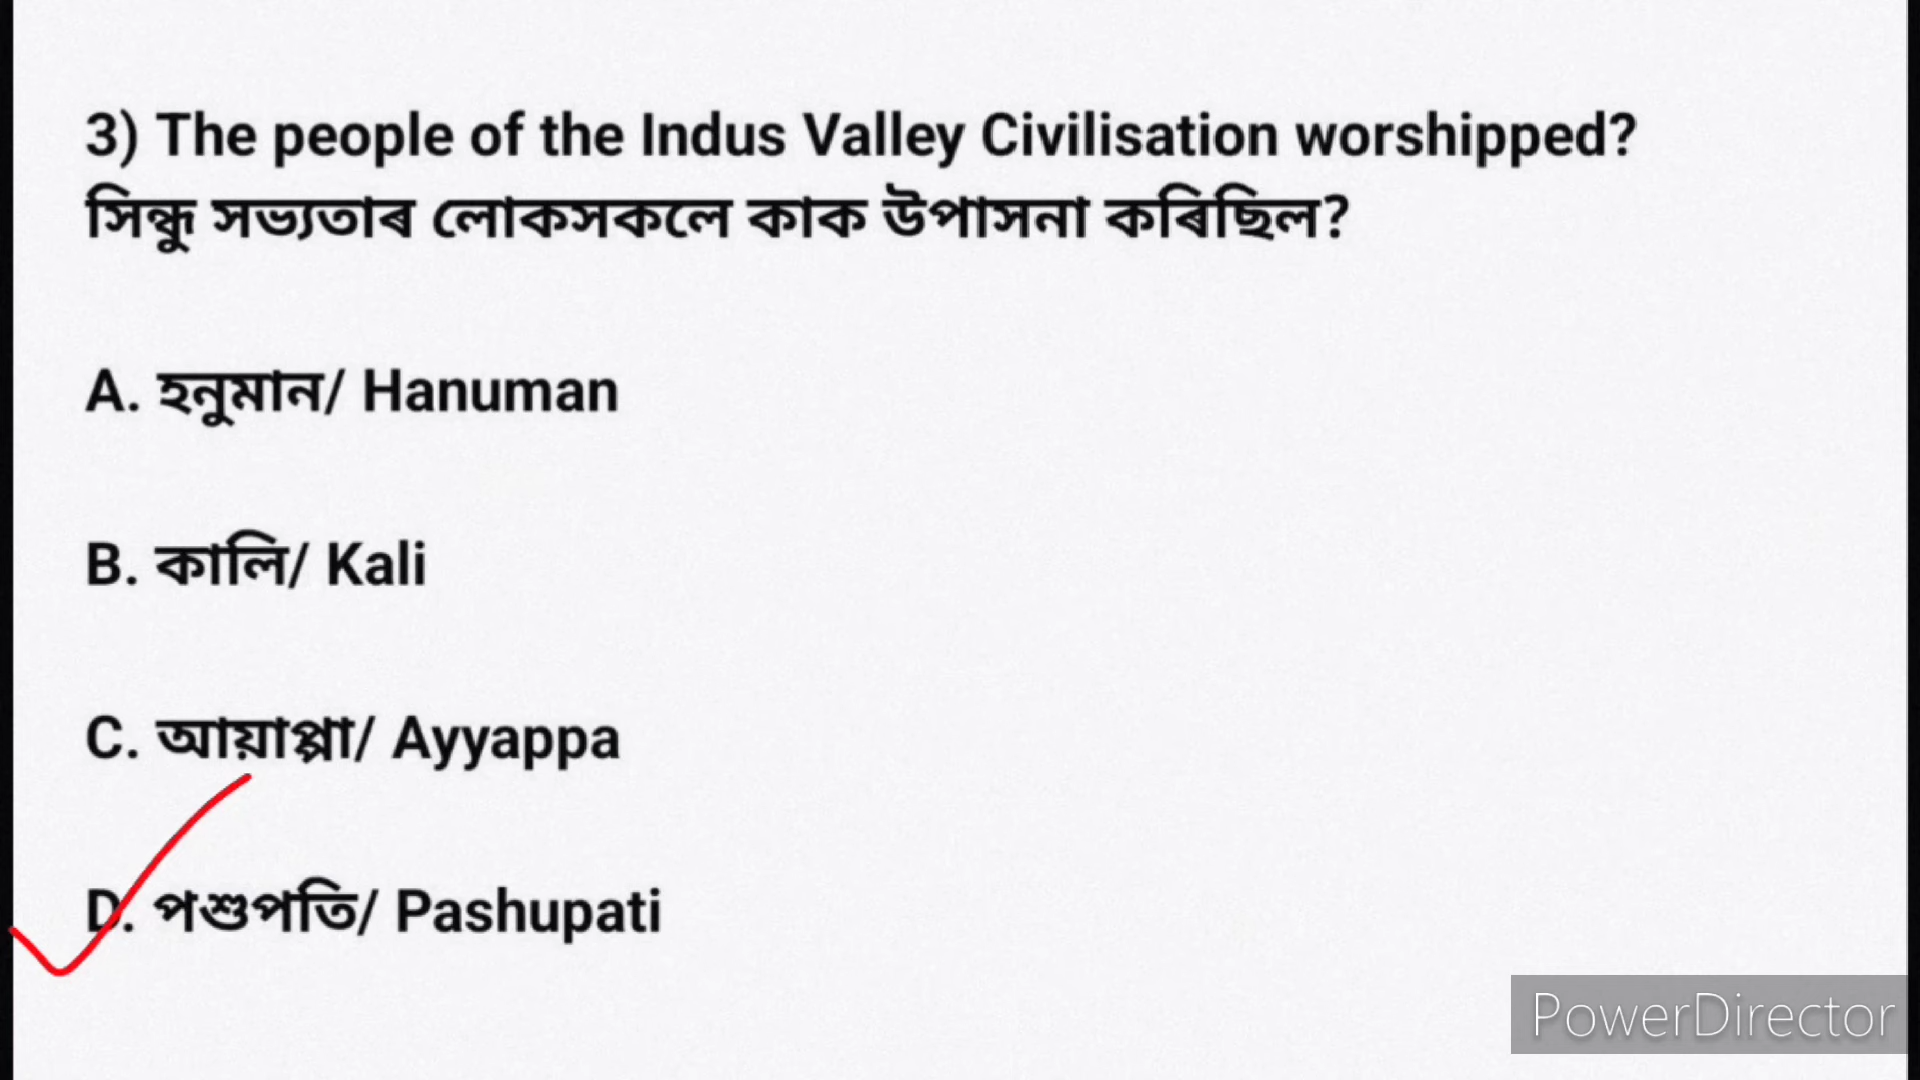 3) The people of the Indus Valley Civilisation worshipped?
সিন্ধু সভ্যতাৰ লোকসকলে কাক উপাসনা কৰিছিল?
A. হনুমান/ Hanuman
B. কালি/ Kali
C. আয়াপ্পা/ Ayyappa
D. পশুপতি/ Pashupati
PowerDirector